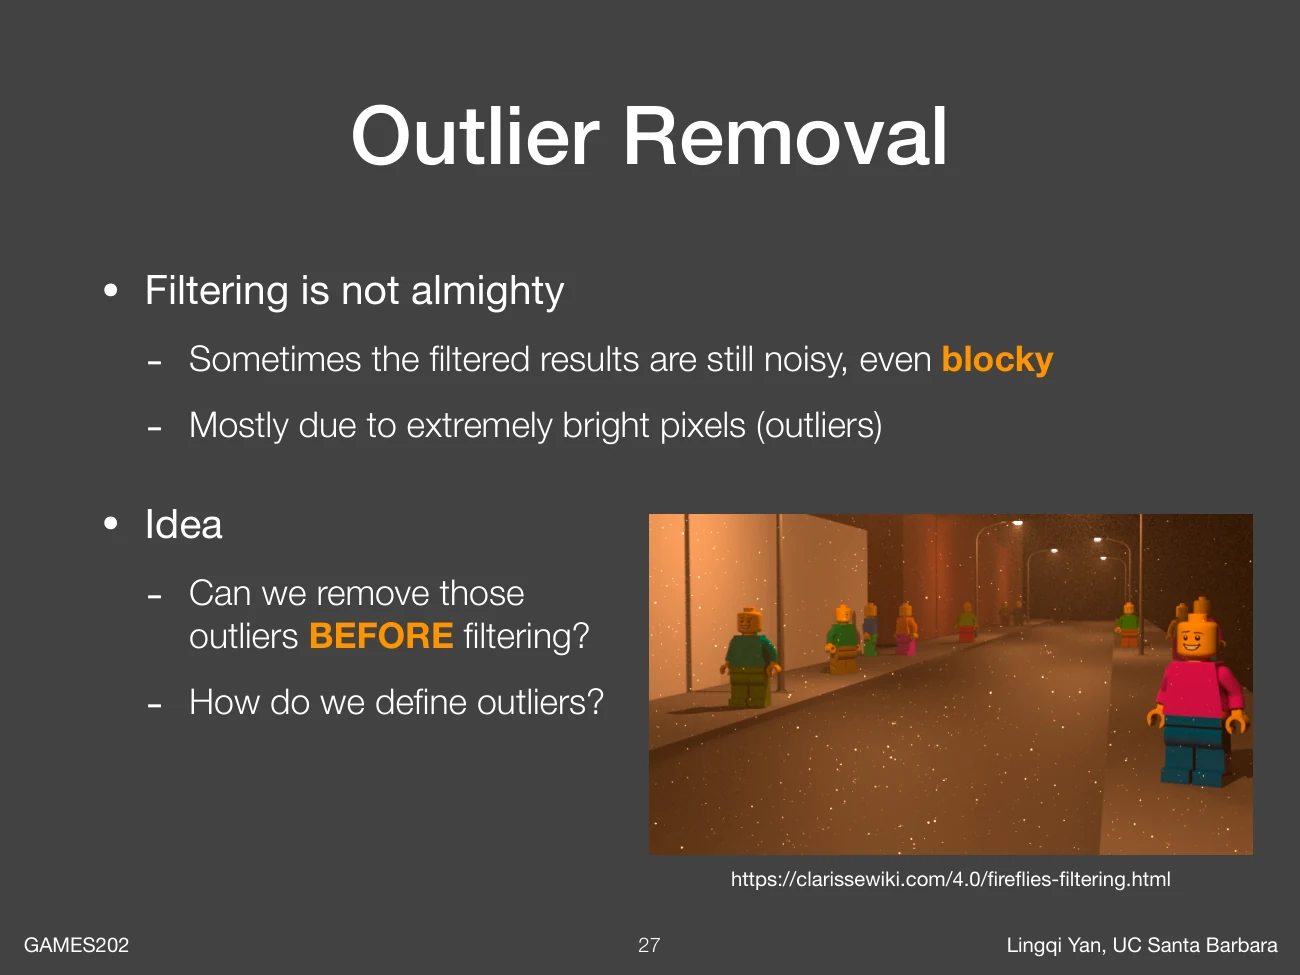 Outlier Removal
• Filtering is not almighty
- Sometimes the filtered results are still noisy, even blocky
- Mostly due to extremely bright pixels (outliers)
• Idea
- Can we remove those
outliers BEFORE filtering?
- How do we define outliers?
https://clarissewiki.com/4.0/fireflies-filtering.html
GAMES202
27
Lingqi Yan, UC Santa Barbara